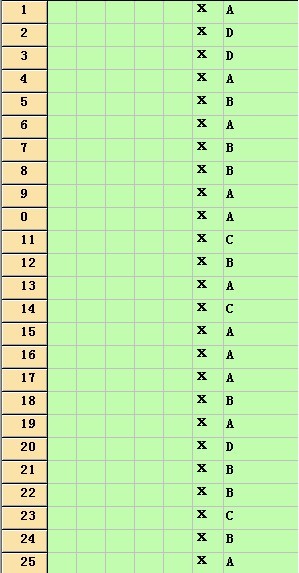 1 x A
2 x D
3 x D
4 x A
5 x B
6 x A
7 x B
8 x B
9 x A
0 x A
11 x C
12 x B
13 x A
14 x C
15 x A
16 x A
17 x A
18 x B
19 x A
20 x D
21 x B
22 x B
23 x C
24 x B
25 x A